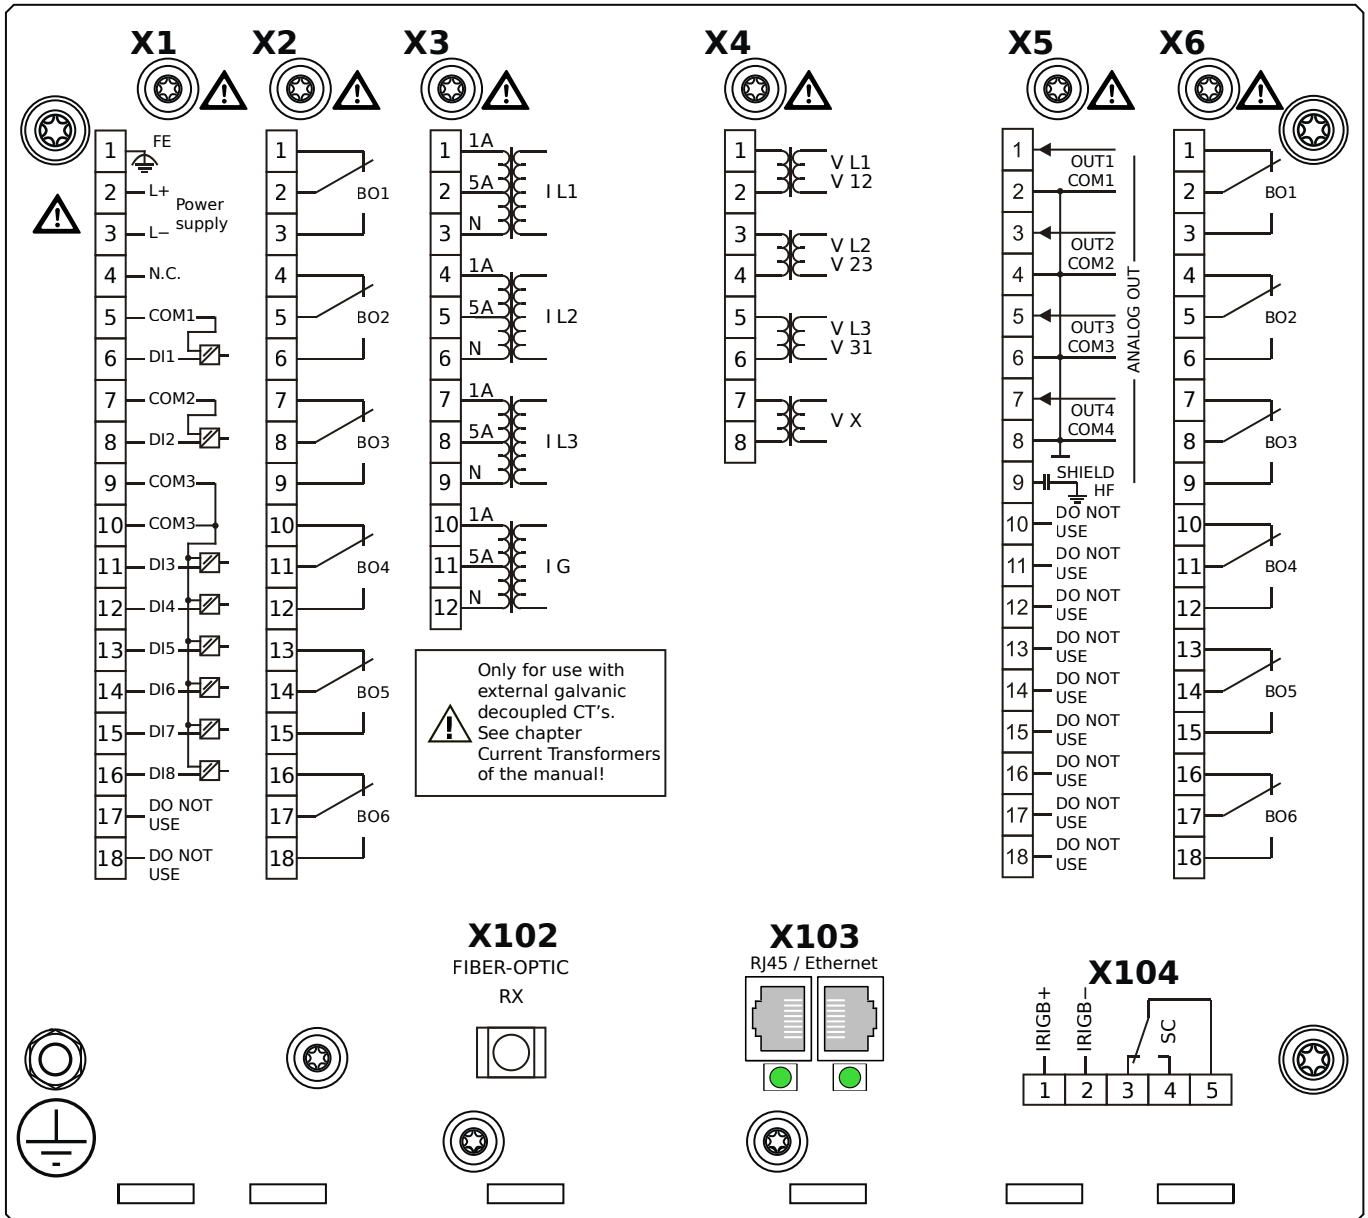 X1 X2 X3 X4 X5 X6
1 FE
2 L+
Power
supply
3 L−
4 N.C.
5 COM1
6 DI1
7 COM2
8 DI2
9 COM3
10 COM3
11 DI3
12 DI4
13 DI5
14 DI6
15 DI7
16 DI8
17 DO NOT
USE
18 DO NOT
USE
1
2 BO1
3
4
5 BO2
6
7
8 BO3
9
10
11 BO4
12
13
14 BO5
15
16
17 BO6
18
1 1A
2 5A I L1
3 N
4 1A
5 5A I L2
6 N
7 1A
8 5A I L3
9 N
10 1A
11 5A I G
12 N
Only for use with
external galvanic
decoupled CT's.
See chapter
Current Transformers
of the manual!
1 V L1
2 V 12
3 V L2
4 V 23
5 V L3
6 V 31
7 V X
8
1 OUT1
2 COM1
3 OUT2
4 COM2
5 OUT3
6 COM3
7 OUT4
8 COM4
ANALOG OUT
9 SHIELD
HF
10 DO NOT
USE
11 DO NOT
USE
12 DO NOT
USE
13 DO NOT
USE
14 DO NOT
USE
15 DO NOT
USE
16 DO NOT
USE
17 DO NOT
USE
18 DO NOT
USE
1
2 BO1
3
4
5 BO2
6
7
8 BO3
9
10
11 BO4
12
13
14 BO5
15
16
17 BO6
18
X102
FIBER-OPTIC
RX
X103
RJ45 / Ethernet
X104
IRIGB+ IRIGB− SC
1 2 3 4 5